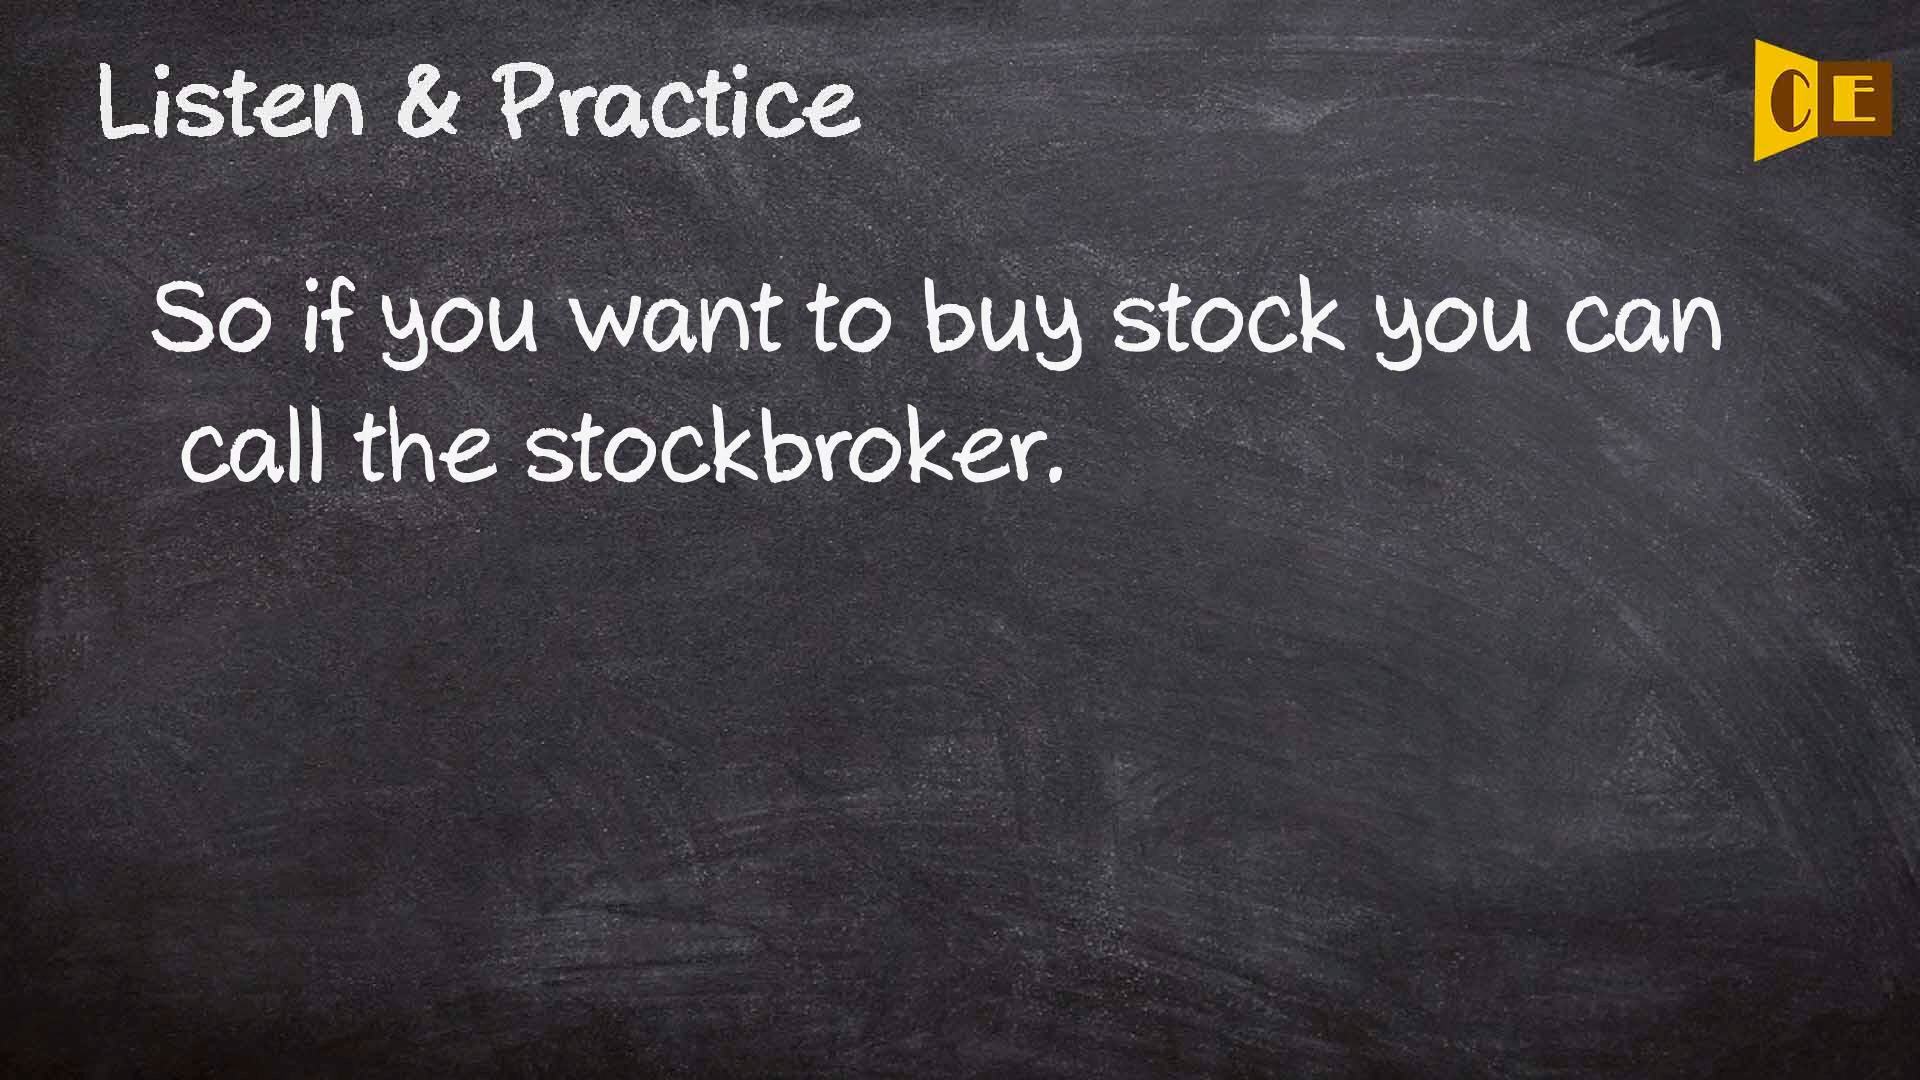 Listen & Practice
CE
So if you want to buy stock you can
call the stockbroker.